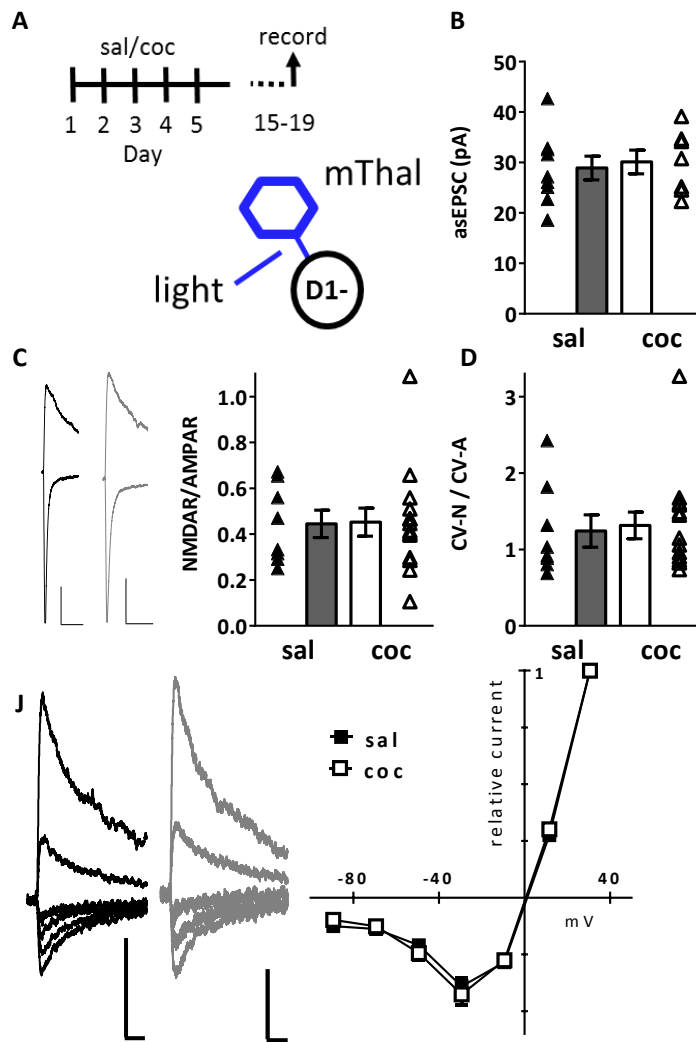 A
sal/coc
record
1 2 3 4 5
15-19
Day
mThal
light
D1-
B
asEPSC (pA)
50
40
30
20
10
0
sal coc
C
NMDAR/AMPAR
1.0
0.8
0.6
0.4
0.2
0.0
sal coc
D
CV-N / CV-A
3
2
1
0
sal coc
J
sal
coc
relative current
1
-80 -40 40
mV